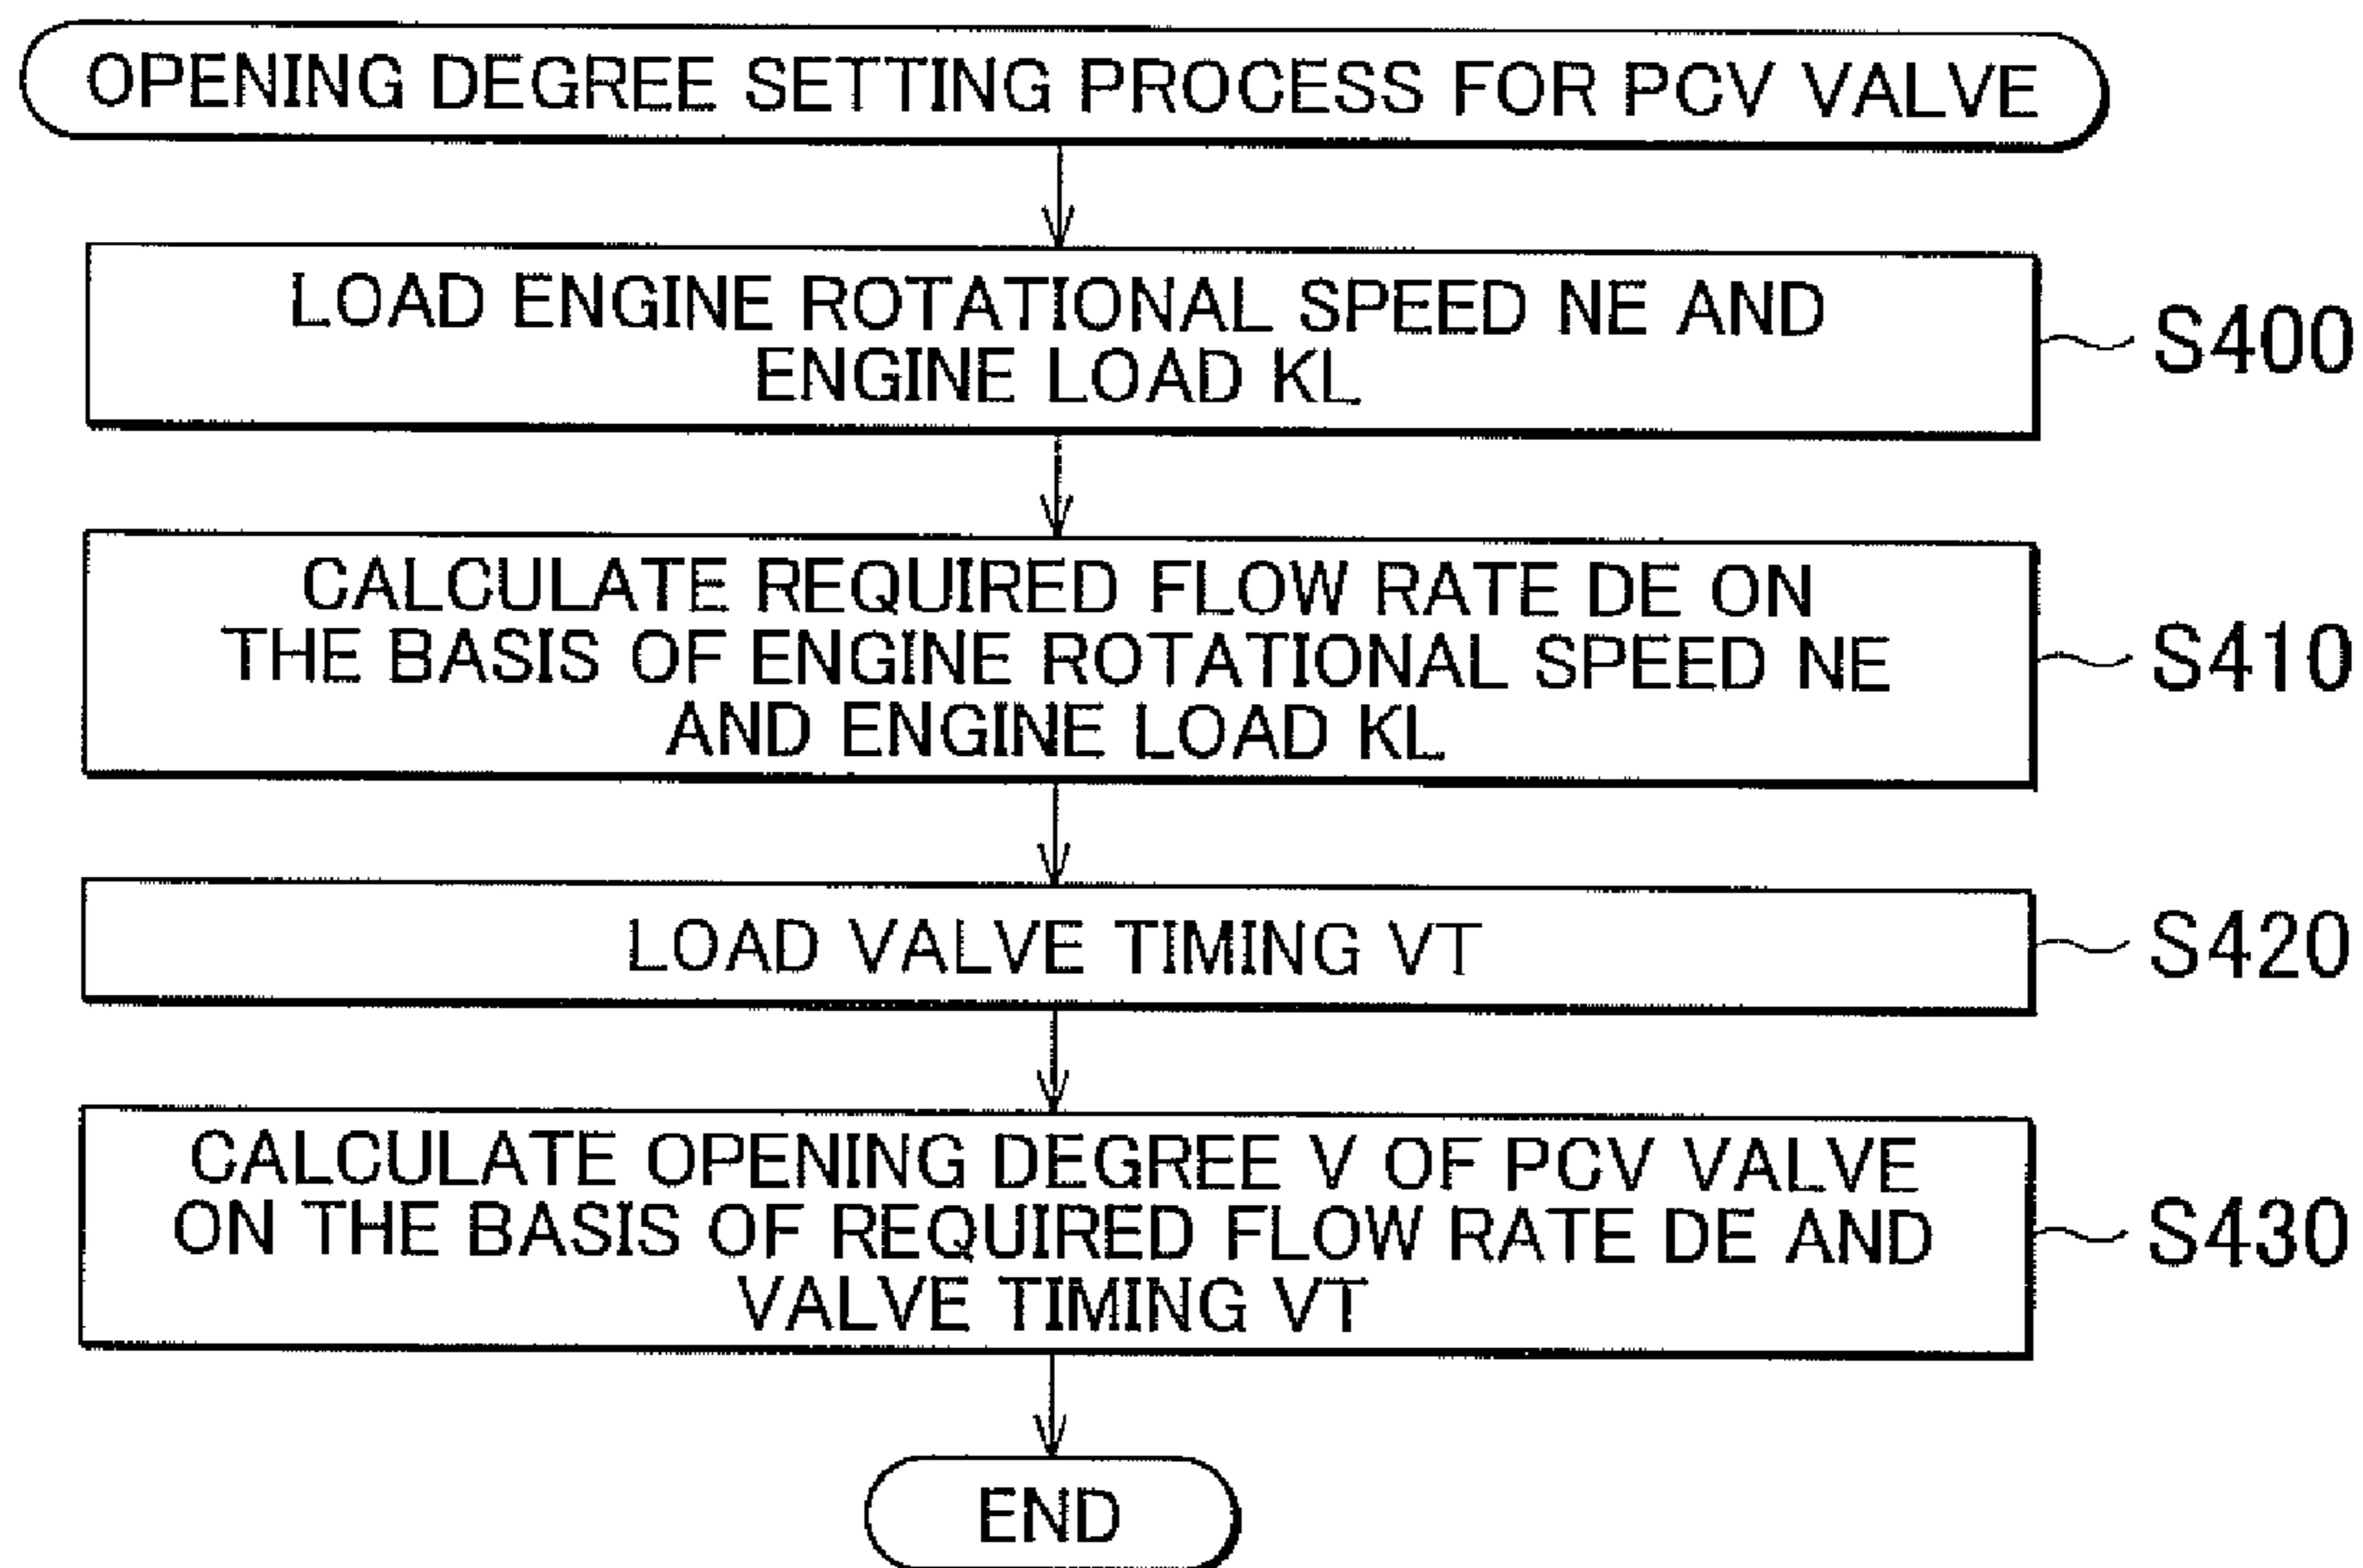 OPENING DEGREE SETTING PROCESS FOR PCV VALVE
LOAD ENGINE ROTATIONAL SPEED NE AND
ENGINE LOAD KL
S400
CALCULATE REQUIRED FLOW RATE DE ON
THE BASIS OF ENGINE ROTATIONAL SPEED NE
AND ENGINE LOAD KL
S410
LOAD VALVE TIMING VT
S420
CALCULATE OPENING DEGREE V OF PCV VALVE
ON THE BASIS OF REQUIRED FLOW RATE DE AND
VALVE TIMING VT
S430
END